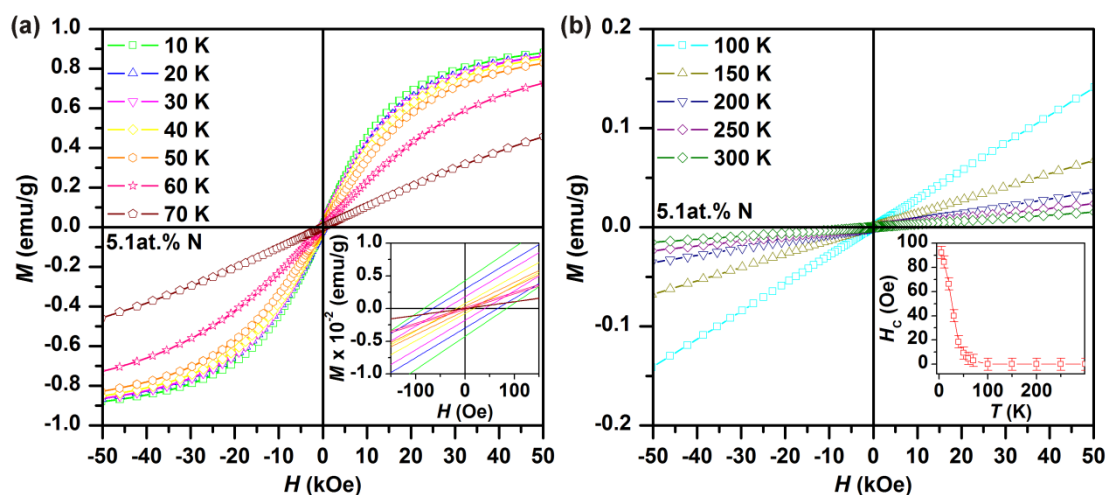 (a)
1.0
0.8
0.6
0.4
0.2
0.0
-0.2
-0.4
-0.6
-0.8
-1.0
M (emu/g)
10 K
20 K
30 K
40 K
50 K
60 K
70 K
5.1at.% N
1.0
0.5
0.0
-0.5
-1.0
M x 10-2 (emu/g)
-100 0 100
H (Oe)
-50 -40 -30 -20 -10 0 10 20 30 40 50
H (kOe)
(b)
0.2
0.1
0.0
-0.1
-0.2
M (emu/g)
100 K
150 K
200 K
250 K
300 K
5.1at.% N
100
80
60
40
20
0
HC (Oe)
0 100 200
T (K)
-50 -40 -30 -20 -10 0 10 20 30 40 50
H (kOe)